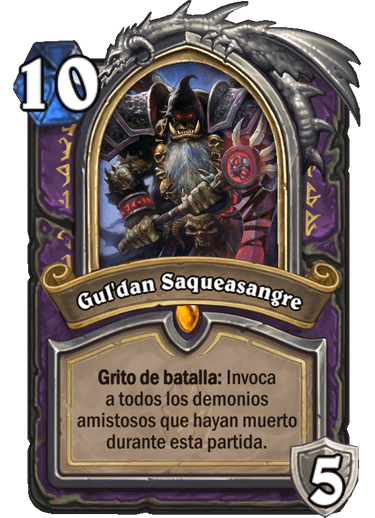 10
Gul'dan Saqueasangre
Grito de batalla: Invoca
a todos los demonios
amistosos que hayan muerto
durante esta partida.
5